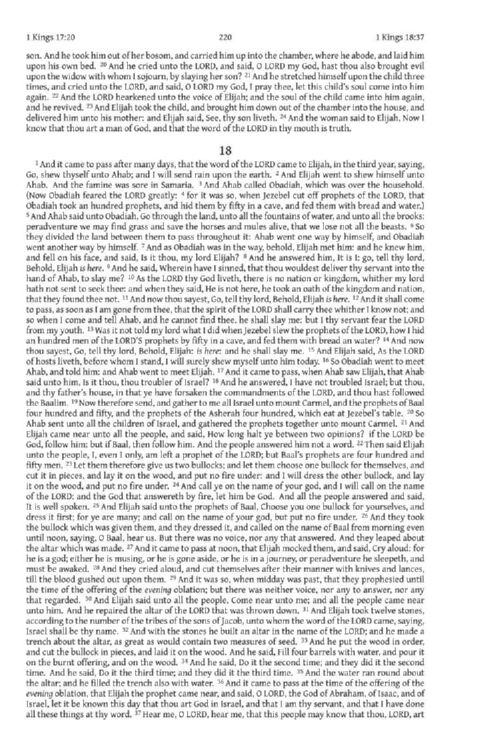 1 Kings 17:20 220 1 Kings 18:37
son. And he took him out of her bosom, and carried him up into the chamber, where he abode, and laid him
upon his own bed. 20 And he cried unto the LORD, and said, O LORD my God, hast thou also brought evil
upon the widow with whom I sojourn, by slaying her son? 21 And he stretched himself upon the child three
times, and cried unto the LORD, and said, O LORD my God, I pray thee, let this child's soul come into him
again. 22 And the LORD hearkened unto the voice of Elijah; and the soul of the child came into him again,
and he revived. 23 And Elijah took the child, and brought him down out of the chamber into the house, and
delivered him unto his mother: and Elijah said, See, thy son liveth. 24 And the woman said to Elijah, Now I
know that thou art a man of God, and that the word of the LORD in thy mouth is truth.
18
1 And it came to pass after many days, that the word of the LORD came to Elijah, in the third year, saying,
Go, shew thyself unto Ahab; and I will send rain upon the earth. 2 And Elijah went to shew himself unto
Ahab. And the famine was sore in Samaria. 3 And Ahab called Obadiah, which was over the household.
(Now Obadiah feared the LORD greatly: 4 for it was so, when Jezebel cut off prophets of the LORD, that
Obadiah took an hundred prophets, and hid them by fifty in a cave, and fed them with bread and water.)
5 And Ahab said unto Obadiah, Go through the land, unto all the fountains of water, and unto all the brooks:
peradventure we may find grass and save the horses and mules alive, that we lose not all the beasts. 6 So
they divided the land between them to pass throughout it: Ahab went one way by himself, and Obadiah
went another way by himself. 7 And as Obadiah was in the way, behold, Elijah met him: and he knew him,
and fell on his face, and said, Is it thou, my lord Elijah? 8 And he answered him, It is I: go, tell thy lord,
Behold, Elijah is here. 9 And he said, Wherein have I sinned, that thou wouldest deliver thy servant into the
hand of Ahab, to slay me? 10 As the LORD thy God liveth, there is no nation or kingdom, whither my lord
hath not sent to seek thee: and when they said, He is not here, he took an oath of the kingdom and nation,
that they found thee not. 11 And now thou sayest, Go, tell thy lord, Behold, Elijah is here. 12 And it shall come
to pass, as soon as I am gone from thee, that the spirit of the LORD shall carry thee whither I know not; and
so when I come and tell Ahab, and he cannot find thee, he shall slay me: but I thy servant fear the LORD
from my youth. 13 Was it not told my lord what I did when Jezebel slew the prophets of the LORD, how I hid
an hundred men of the LORD'S prophets by fifty in a cave, and fed them with bread an water? 14 And now
thou sayest, Go, tell thy lord, Behold, Elijah: is here: and he shall slay me. 15 And Elijah said, As the LORD
of hosts liveth, before whom I stand, I will surely shew myself unto him today. 16 So Obadiah went to meet
Ahab, and told him: and Ahab went to meet Elijah. 17 And it came to pass, when Ahab saw Elijah, that Ahab
said unto him, Is it thou, thou troubler of Israel? 18 And he answered, I have not troubled Israel; but thou,
and thy father's house, in that ye have forsaken the commandments of the LORD, and thou hast followed
the Baalim. 19 Now therefore send, and gather to me all Israel unto mount Carmel, and the prophets of Baal
four hundred and fifty, and the prophets of the Asherah four hundred, which eat at Jezebel's table. 20 So
Ahab sent unto all the children of Israel, and gathered the prophets together unto mount Carmel. 21 And
Elijah came near unto all the people, and said, How long halt ye between two opinions? if the LORD be
God, follow him: but if Baal, then follow him. And the people answered him not a word. 22 Then said Elijah
unto the people, I, even I only, am left a prophet of the LORD; but Baal's prophets are four hundred and
fifty men. 23 Let them therefore give us two bullocks; and let them choose one bullock for themselves, and
cut it in pieces, and lay it on the wood, and put no fire under: and I will dress the other bullock, and lay
it on the wood, and put no fire under. 24 And call ye on the name of your god, and I will call on the name
of the LORD: and the God that answereth by fire, let him be God. And all the people answered and said,
It is well spoken. 25 And Elijah said unto the prophets of Baal, Choose you one bullock for yourselves, and
dress it first; for ye are many; and call on the name of your god, but put no fire under. 26 And they took
the bullock which was given them, and they dressed it, and called on the name of Baal from morning even
until noon, saying, O Baal, hear us. But there was no voice, nor any that answered. And they leaped about
the altar which was made. 27 And it came to pass at noon, that Elijah mocked them, and said, Cry aloud: for
he is a god; either he is musing, or he is gone aside, or he is in a journey, or peradventure he sleepeth, and
must be awaked. 28 And they cried aloud, and cut themselves after their manner with knives and lances,
till the blood gushed out upon them. 29 And it was so, when midday was past, that they prophesied until
the time of the offering of the evening oblation; but there was neither voice, nor any to answer, nor any
that regarded. 30 And Elijah said unto all the people, Come near unto me; and all the people came near
unto him. And he repaired the altar of the LORD that was thrown down. 31 And Elijah took twelve stones,
according to the number of the tribes of the sons of Jacob, unto whom the word of the LORD came, saying,
Israel shall be thy name. 32 And with the stones he built an altar in the name of the LORD; and he made a
trench about the altar, as great as would contain two measures of seed. 33 And he put the wood in order,
and cut the bullock in pieces, and laid it on the wood. And he said, Fill four barrels with water, and pour it
on the burnt offering, and on the wood. 34 And he said, Do it the second time; and they did it the second
time. And he said, Do it the third time; and they did it the third time. 35 And the water ran round about
the altar; and he filled the trench also with water. 36 And it came to pass at the time of the offering of the
evening oblation, that Elijah the prophet came near, and said, O LORD, the God of Abraham, of Isaac, and of
Israel, let it be known this day that thou art God in Israel, and that I am thy servant, and that I have done
all these things at thy word. 37 Hear me, O LORD, hear me, that this people may know that thou, LORD, art